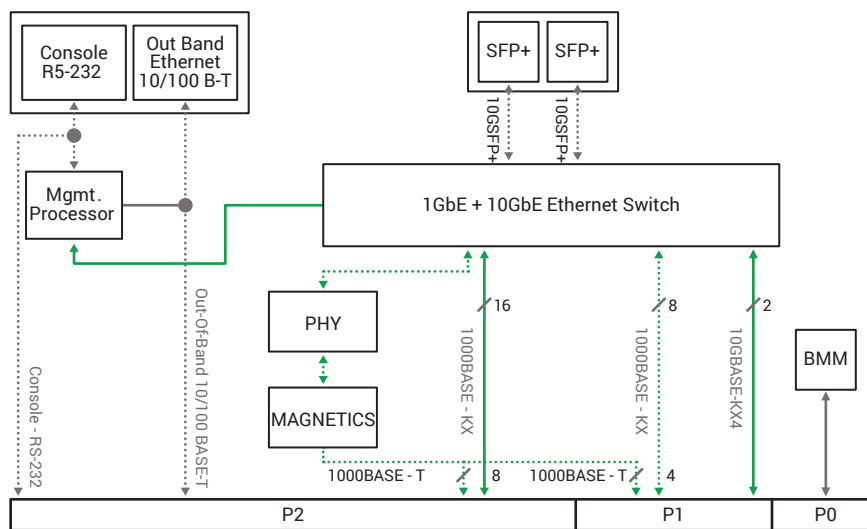 Console
R5-232
Out Band
Ethernet
10/100 B-T
SFP+
SFP+
10GSFP+
10GSFP+
Mgmt.
Processor
1GbE + 10GbE Ethernet Switch
PHY
16
8
2
MAGNETICS
BMM
Console - RS-232
Out-Of-Band 10/100 BASE-T
1000BASE - KX
1000BASE - KX
10GBASE-KX4
1000BASE - T
8
1000BASE - T
4
P2
P1
P0